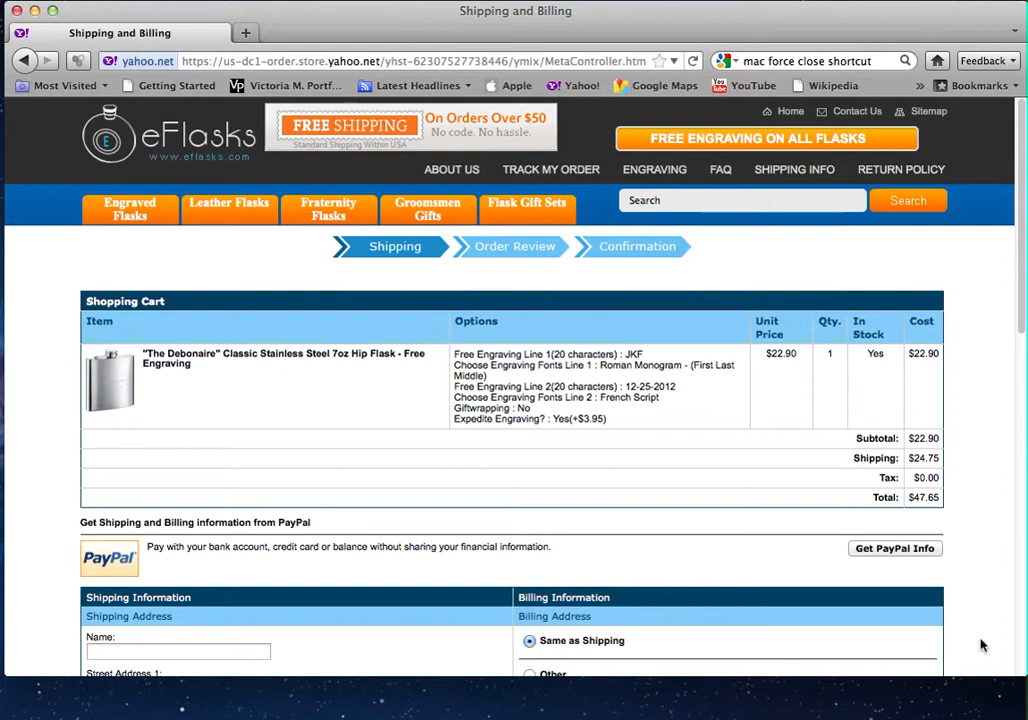 Shipping and Billing
Shipping and Billing
yahoo.net https://us-dc1-order.store.yahoo.net/yhst-62307527738446/ymix/MetaController.htm mac force close shortcut Feedback
Most Visited Getting Started Victoria M. Portf... Latest Headlines Apple Yahoo! Google Maps YouTube Wikipedia » Bookmarks
Home Contact Us Sitemap
eFlasks
www.eflasks.com
FREE SHIPPING On Orders Over $50
No code. No hassle.
Standard Shipping Within USA
FREE ENGRAVING ON ALL FLASKS
ABOUT US TRACK MY ORDER ENGRAVING FAQ SHIPPING INFO RETURN POLICY
Engraved Flasks Leather Flasks Fraternity Flasks Groomsmen Gifts Flask Gift Sets Search Search
Shipping Order Review Confirmation
Shopping Cart
Item Options Unit Price Qty. In Stock Cost
"The Debonaire" Classic Stainless Steel 7oz Hip Flask - Free
Engraving
Free Engraving Line 1(20 characters) : JKF
Choose Engraving Fonts Line 1 : Roman Monogram - (First Last
Middle)
Free Engraving Line 2(20 characters) : 12-25-2012
Choose Engraving Fonts Line 2 : French Script
Giftwrapping : No
Expedite Engraving? : Yes(+$3.95)
$22.90 1 Yes $22.90
Subtotal: $22.90
Shipping: $24.75
Tax: $0.00
Total: $47.65
Get Shipping and Billing information from PayPal
PayPal Pay with your bank account, credit card or balance without sharing your financial information. Get PayPal Info
Shipping Information Billing Information
Shipping Address Billing Address
Name: Same as Shipping
Street Address 1: Other